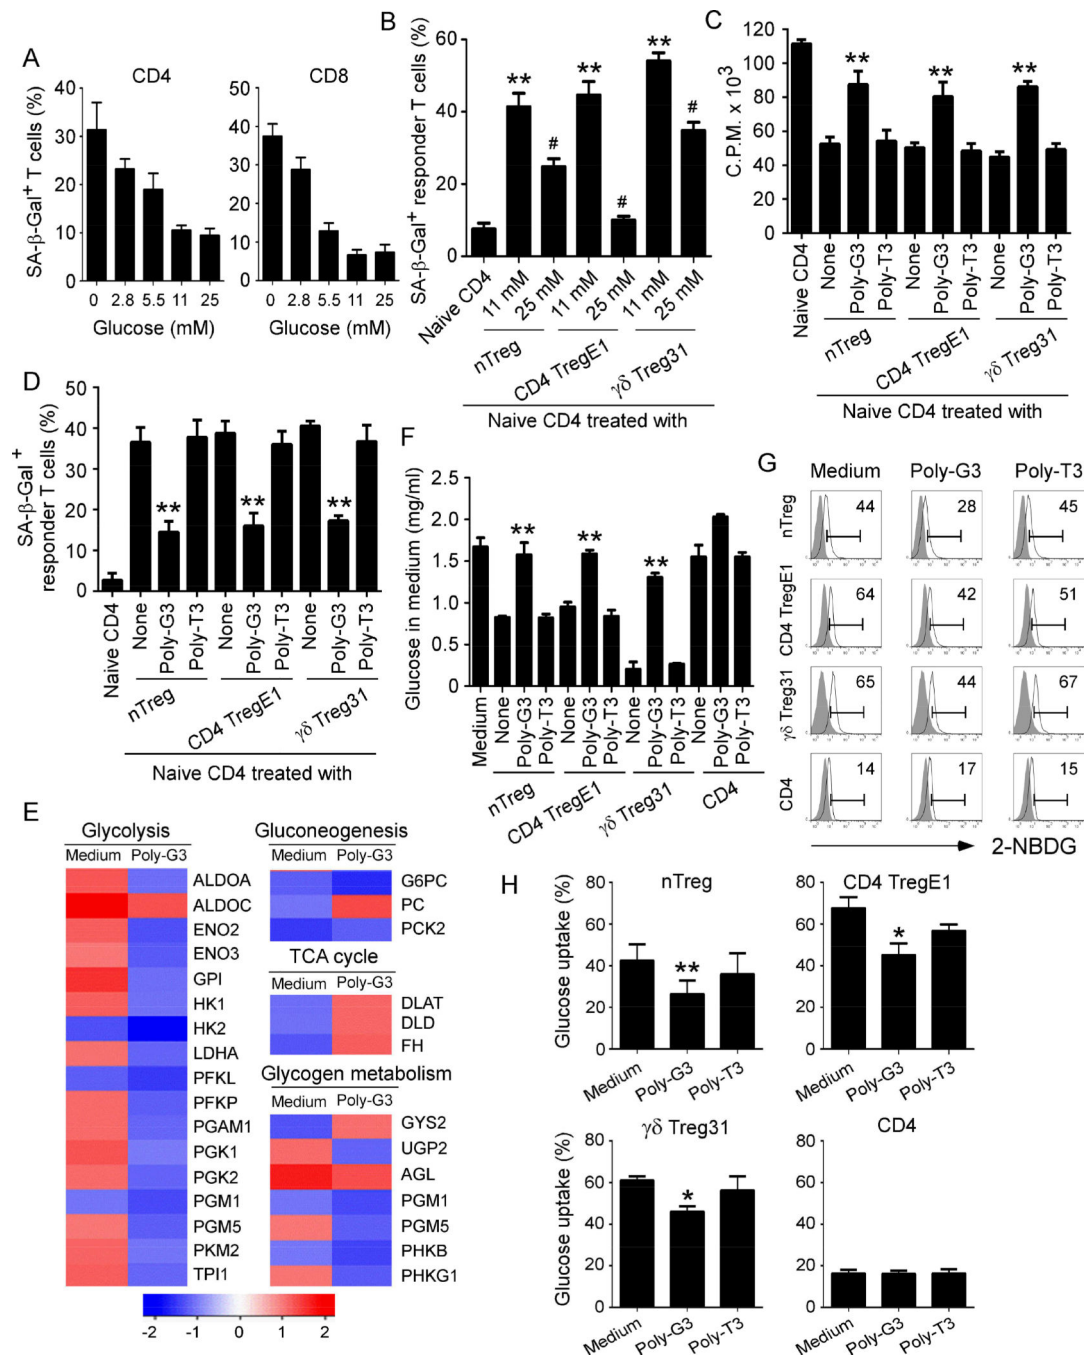 A
CD4
CD8
SA-β-Gal⁺ T cells (%)
40
30
20
10
0
50
40
30
20
10
0
0 2.8 5.5 11 25
0 2.8 5.5 11 25
Glucose (mM)
Glucose (mM)
B
SA-β-Gal⁺ responder T cells (%)
60
40
20
0
** ** **
# # #
Naive CD4
11 mM
25 mM
11 mM
25 mM
11 mM
25 mM
nTreg
CD4 TregE1
γδ Treg31
Naive CD4 treated with
C
C.P.M. x 10³
120
100
80
60
40
20
0
** ** **
Naive CD4
None
Poly-G3
Poly-T3
None
Poly-G3
Poly-T3
None
Poly-G3
Poly-T3
nTreg
CD4 TregE1
γδ Treg31
Naive CD4 treated with
D
SA-β-Gal⁺
responder T cells (%)
50
40
30
20
10
0
** ** **
Naive CD4
None
Poly-G3
Poly-T3
None
Poly-G3
Poly-T3
None
Poly-G3
Poly-T3
nTreg
CD4 TregE1
γδ Treg31
Naive CD4 treated with
F
Glucose in medium (mg/ml)
2.5
2.0
1.5
1.0
0.5
0
** ** **
Medium
None
Poly-G3
Poly-T3
None
Poly-G3
Poly-T3
None
Poly-G3
Poly-T3
None
Poly-G3
Poly-T3
nTreg
CD4 TregE1
γδ Treg31
CD4
G
Medium Poly-G3 Poly-T3
nTreg
44 28 45
CD4 TregE1
64 42 51
γδ Treg31
65 44 67
CD4
14 17 15
2-NBDG
E
Glycolysis
Medium Poly-G3
ALDOA
ALDOC
ENO2
ENO3
GPI
HK1
HK2
LDHA
PFKL
PFKP
PGAM1
PGK1
PGK2
PGM1
PGM5
PKM2
TPI1
Gluconeogenesis
Medium Poly-G3
G6PC
PC
PCK2
TCA cycle
Medium Poly-G3
DLAT
DLD
FH
Glycogen metabolism
Medium Poly-G3
GYS2
UGP2
AGL
PGM1
PGM5
PHKB
PHKG1
-2 -1 0 1 2
H
nTreg
Glucose uptake (%)
80
60
40
20
0
**
Medium
Poly-G3
Poly-T3
CD4 TregE1
80
60
40
20
0
*
Medium
Poly-G3
Poly-T3
γδ Treg31
Glucose uptake (%)
80
60
40
20
0
*
Medium
Poly-G3
Poly-T3
CD4
80
60
40
20
0
Medium
Poly-G3
Poly-T3